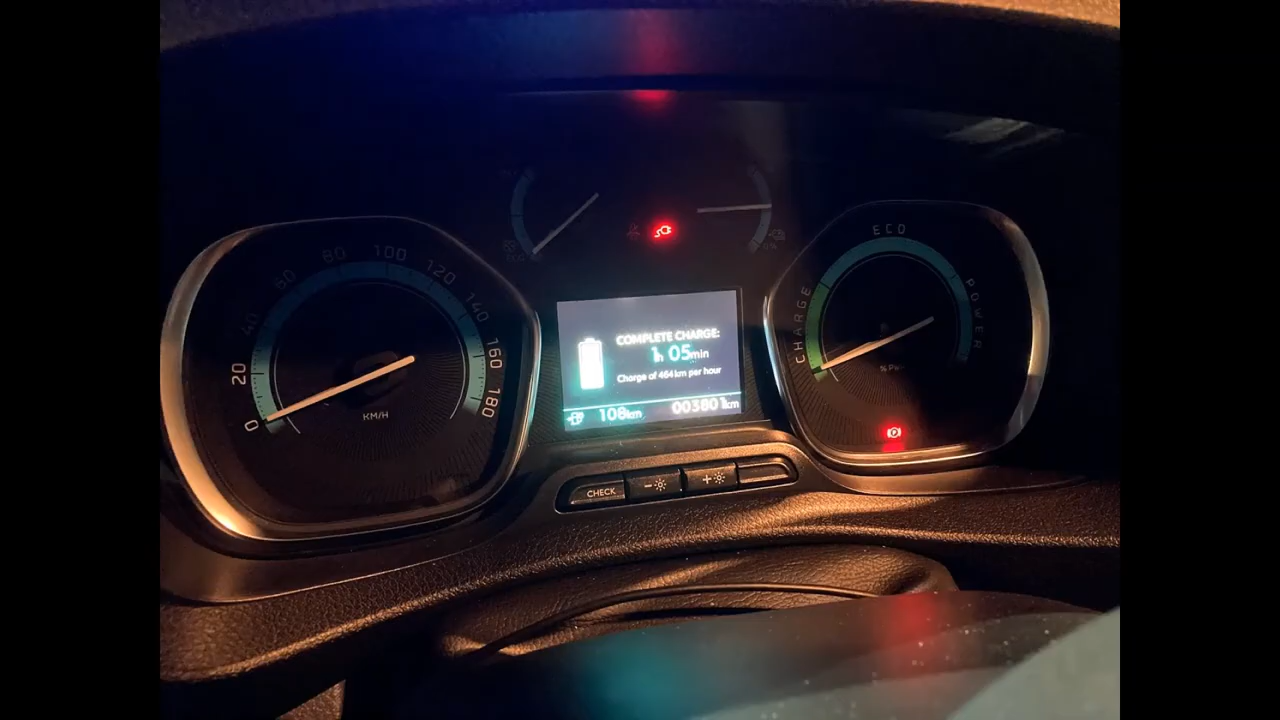 COMPLETE CHARGE:
1h 05min
Charge of 464km per hour
108km 003801km
0
20
40
80
80
100
120
140
160
180
KM/H
CHARGE
ECO
POWER
CHECK